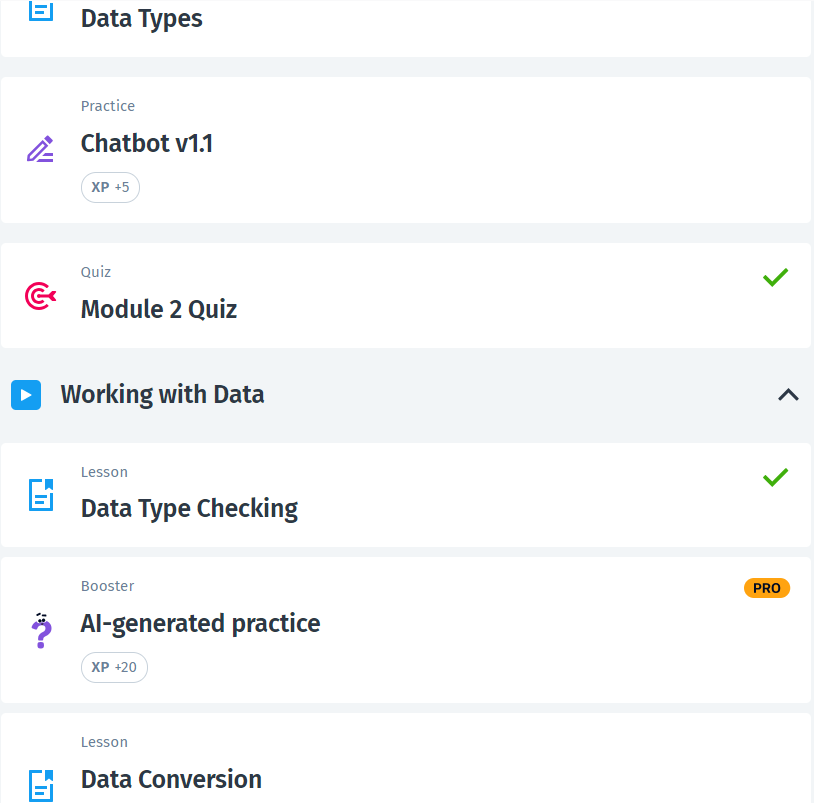 Data Types
Practice
Chatbot v1.1
XP +5
Quiz
Module 2 Quiz
Working with Data
Lesson
Data Type Checking
Booster
PRO
AI-generated practice
XP +20
Lesson
Data Conversion